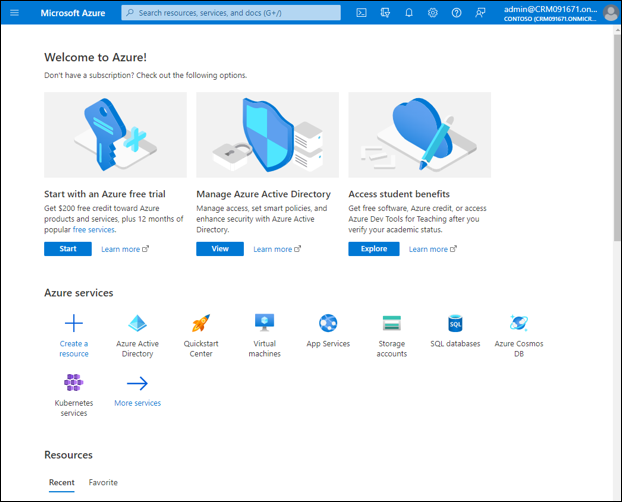 Microsoft Azure
Search resources, services, and docs (G+/)
admin@CRM091671.on...
CONTOSO (CRM091671.ONMICR...
Welcome to Azure!
Don't have a subscription? Check out the following options.
Start with an Azure free trial
Get $200 free credit toward Azure
products and services, plus 12 months of
popular free services.
Start
Learn more
Manage Azure Active Directory
Manage access, set smart policies, and
enhance security with Azure Active
Directory.
View
Learn more
Access student benefits
Get free software, Azure credit, or access
Azure Dev Tools for Teaching after you
verify your academic status.
Explore
Learn more
Azure services
Create a
resource
Azure Active
Directory
Quickstart
Center
Virtual
machines
App Services
Storage
accounts
SQL
SQL databases
Azure Cosmos
DB
Kubernetes
services
More services
Resources
Recent
Favorite